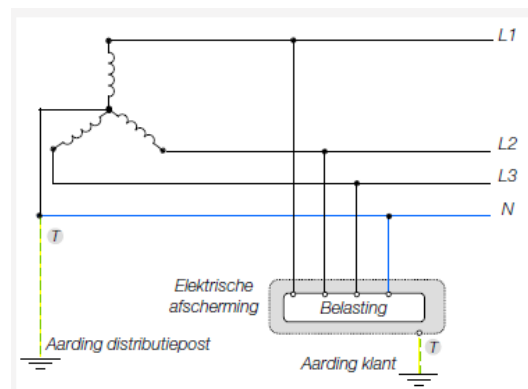 L1
L2
L3
N
T
Elektrische
afscherming
Belasting
T
Aarding distributiepost
Aarding klant